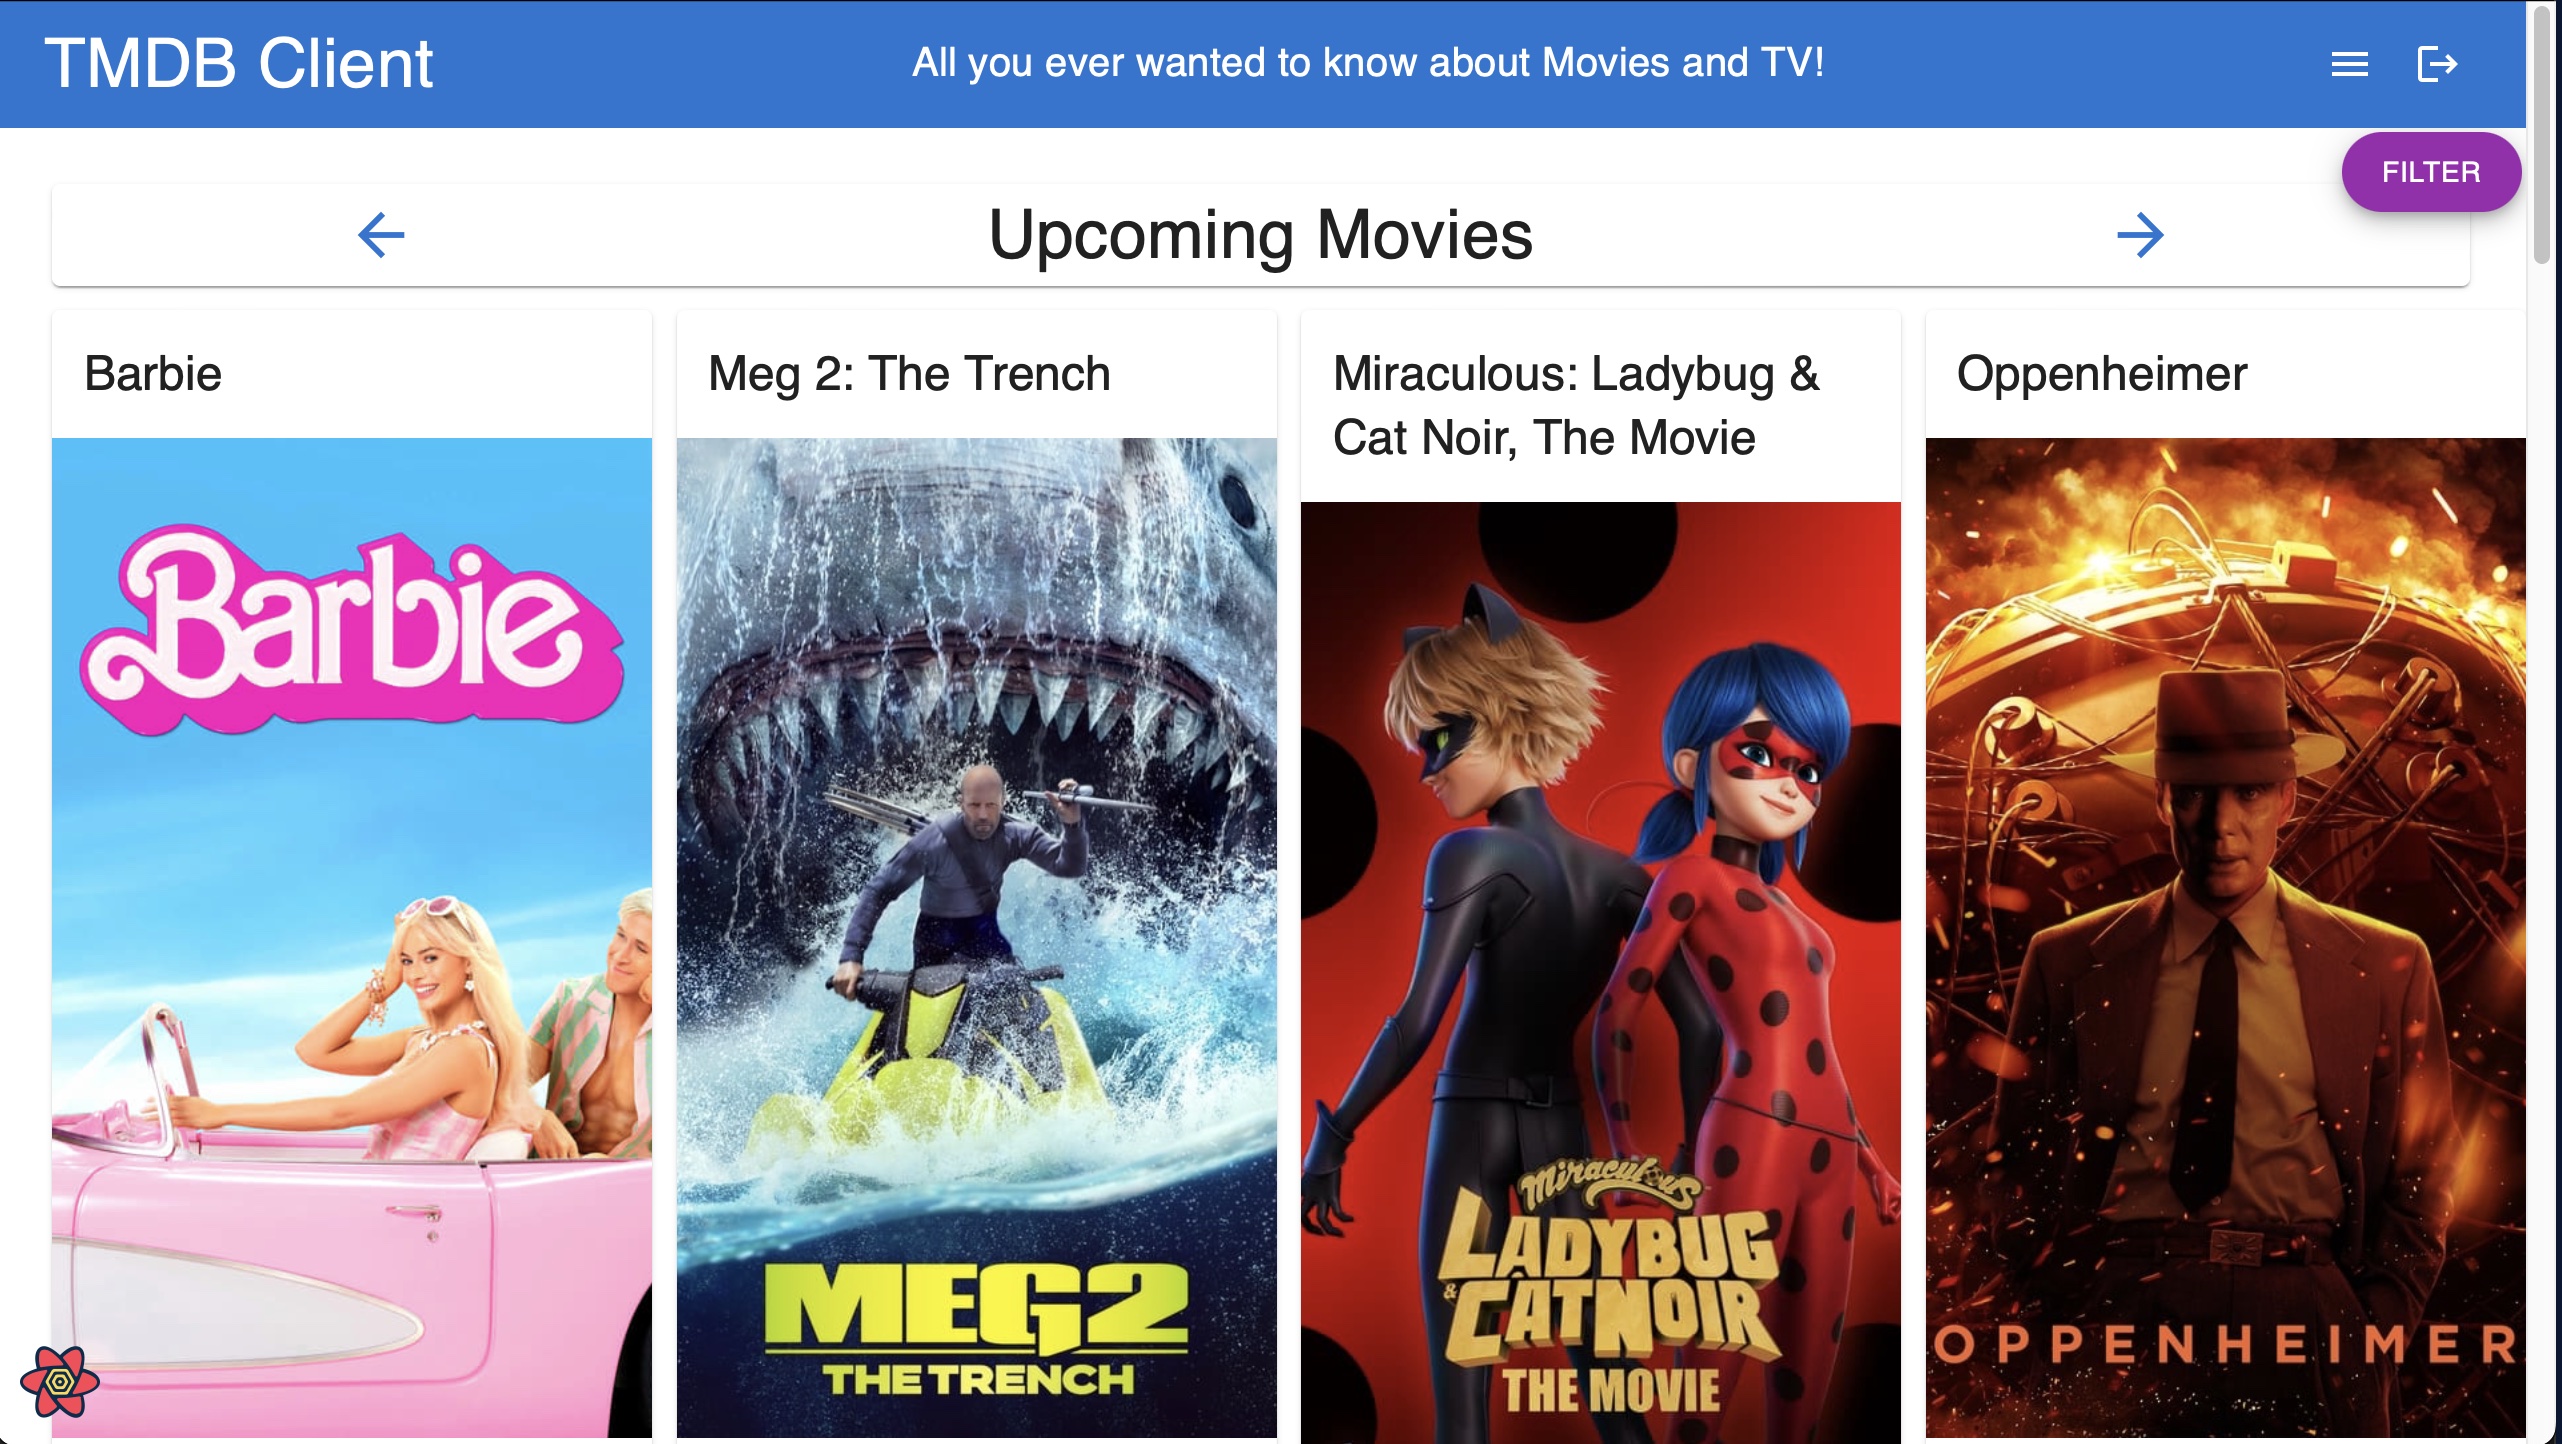 TMDB Client
All you ever wanted to know about Movies and TV!
FILTER
Upcoming Movies
Barbie
Meg 2: The Trench
Miraculous: Ladybug &
Cat Noir, The Movie
Oppenheimer
Barbie
MEG2
THE TRENCH
Miraculous
LADYBUG
& CAT NOIR
THE MOVIE
OPPENHEIMER